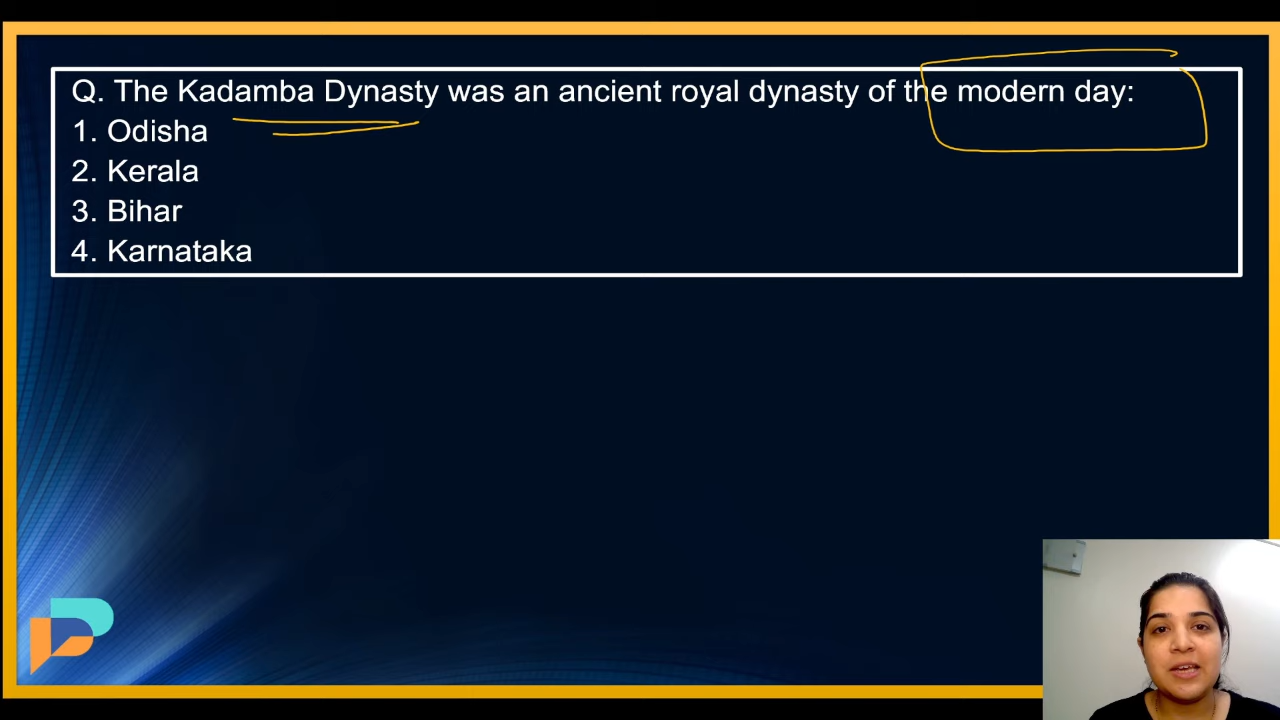 Q. The Kadamba Dynasty was an ancient royal dynasty of the modern day:
1. Odisha
2. Kerala
3. Bihar
4. Karnataka